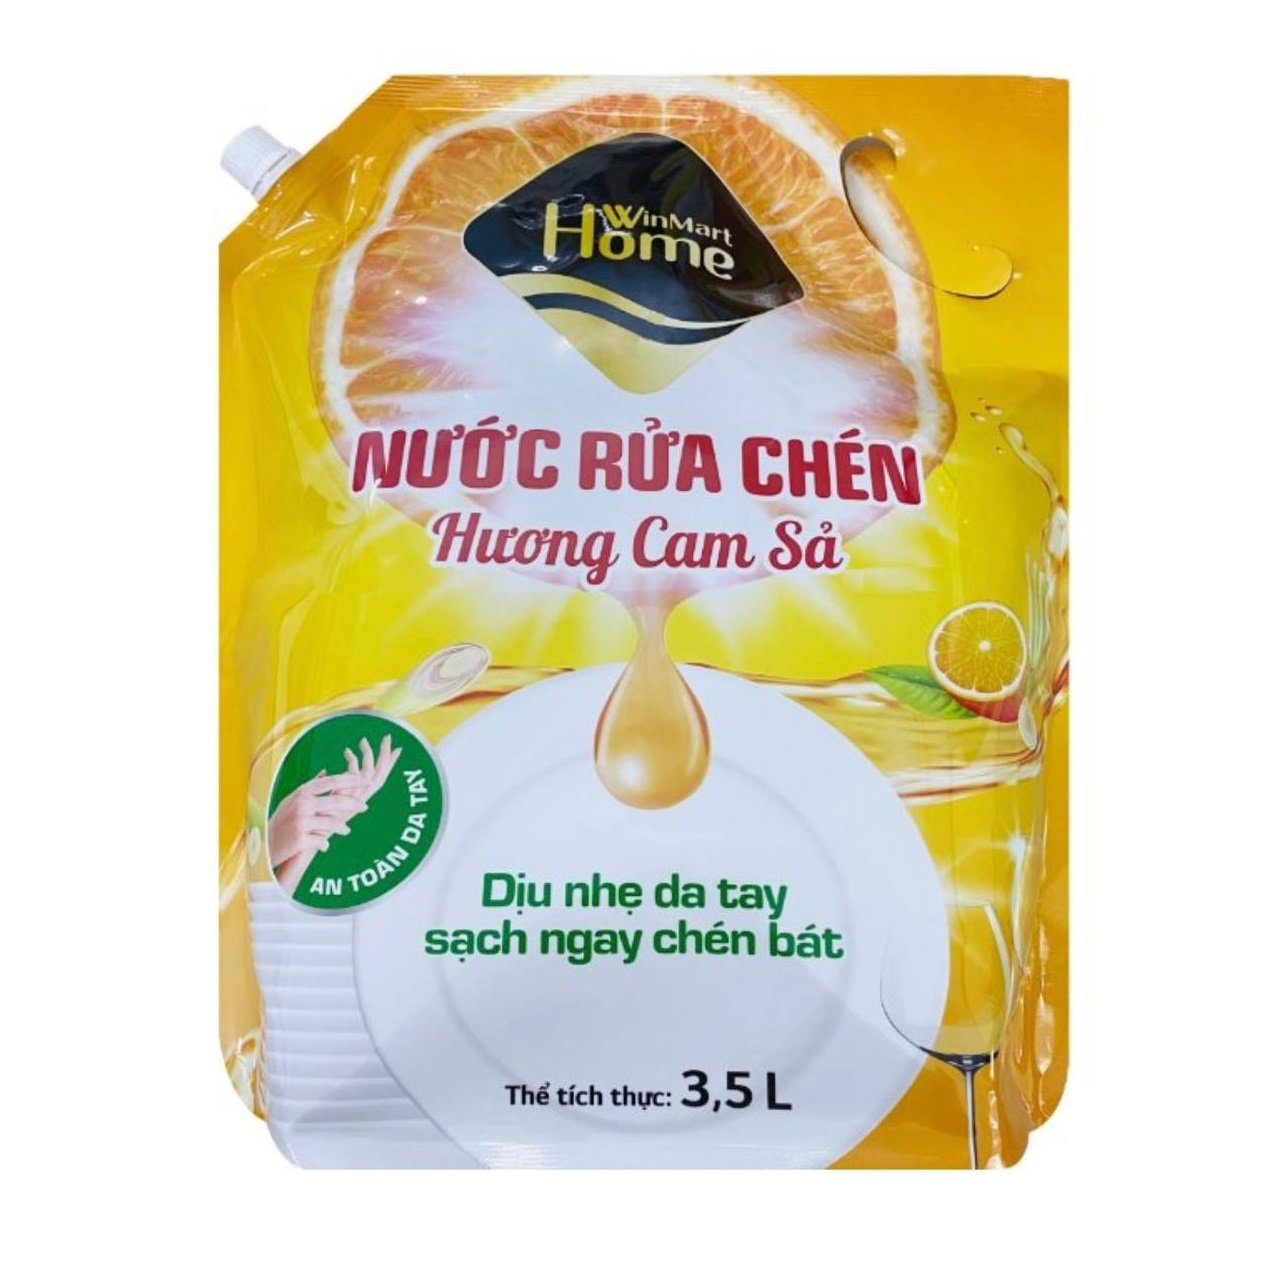 WinMart
Home
NƯỚC RỬA CHÉN
Hương Cam Sả
AN TOÀN DA TAY
Dịu nhẹ da tay
sạch ngay chén bát
Thể tích thực: 3,5 L